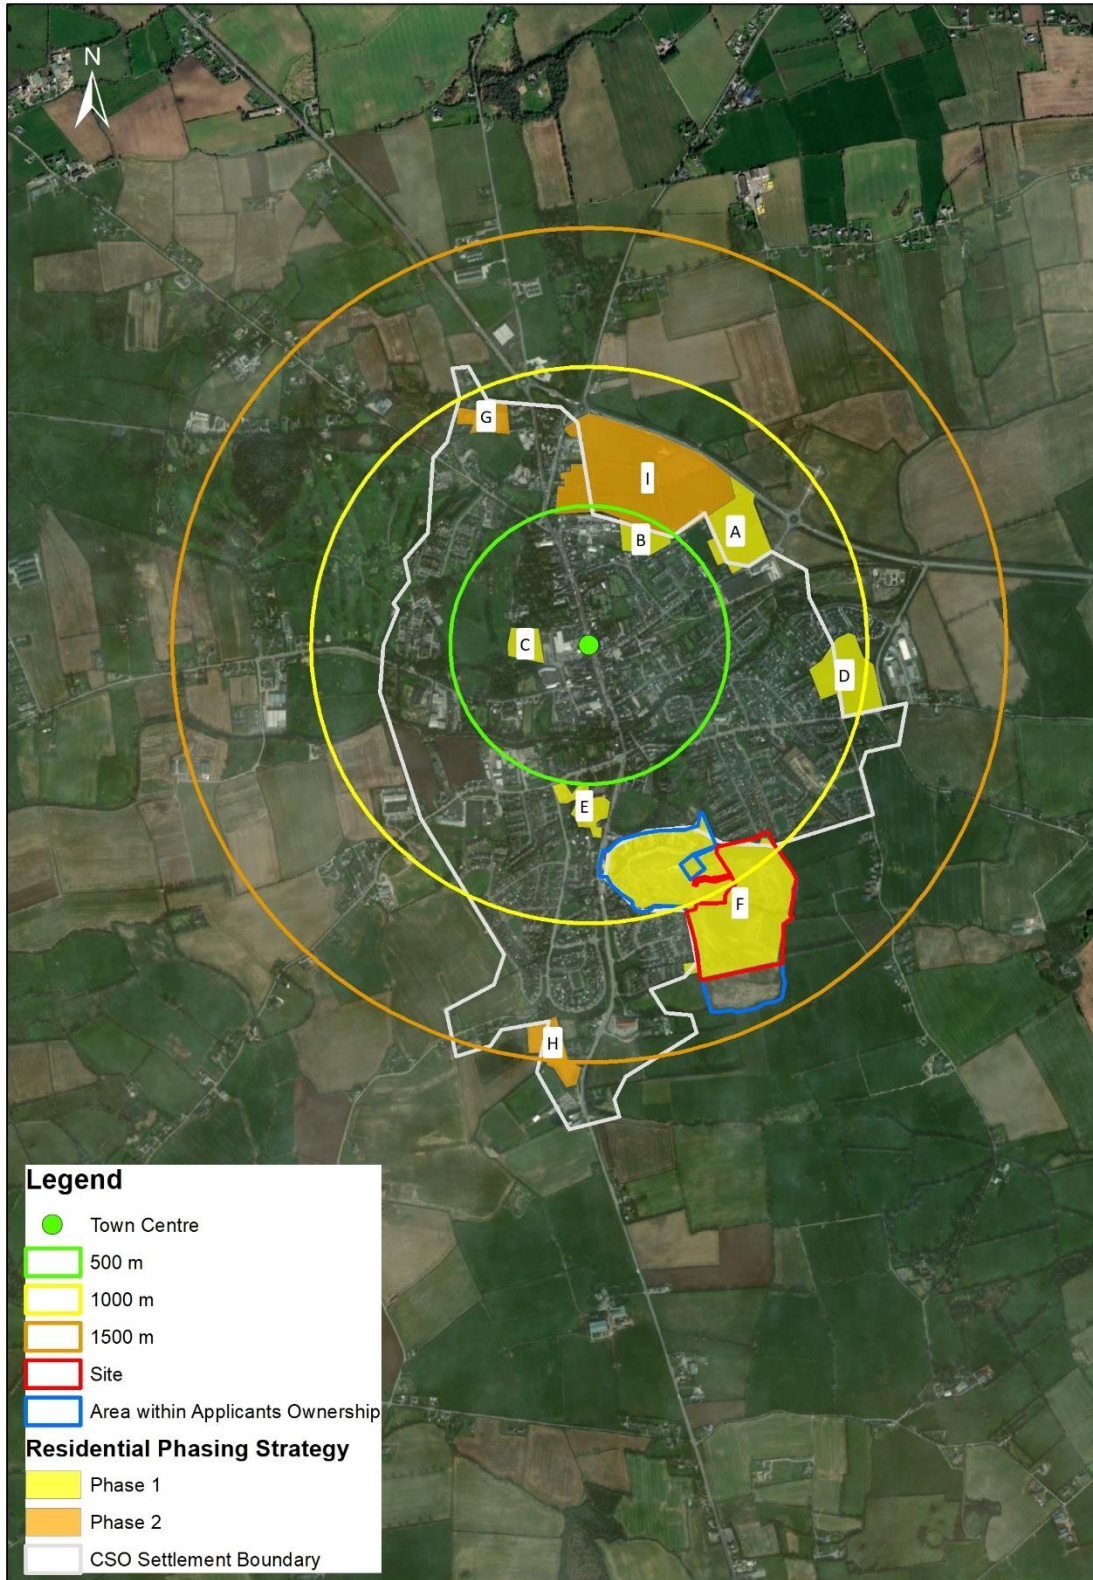 N
G
I
A
B
C
D
E
F
H
Legend
Town Centre
500 m
1000 m
1500 m
Site
Area within Applicants Ownership
Residential Phasing Strategy
Phase 1
Phase 2
CSO Settlement Boundary